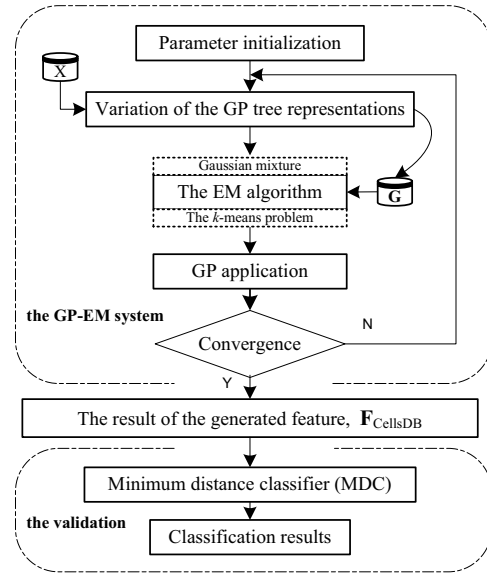 Parameter initialization
X
Variation of the GP tree representations
Gaussian mixture
The EM algorithm
G
The k-means problem
GP application
the GP-EM system
N
Convergence
Y
The result of the generated feature, F_CellsDB
Minimum distance classifier (MDC)
the validation
Classification results